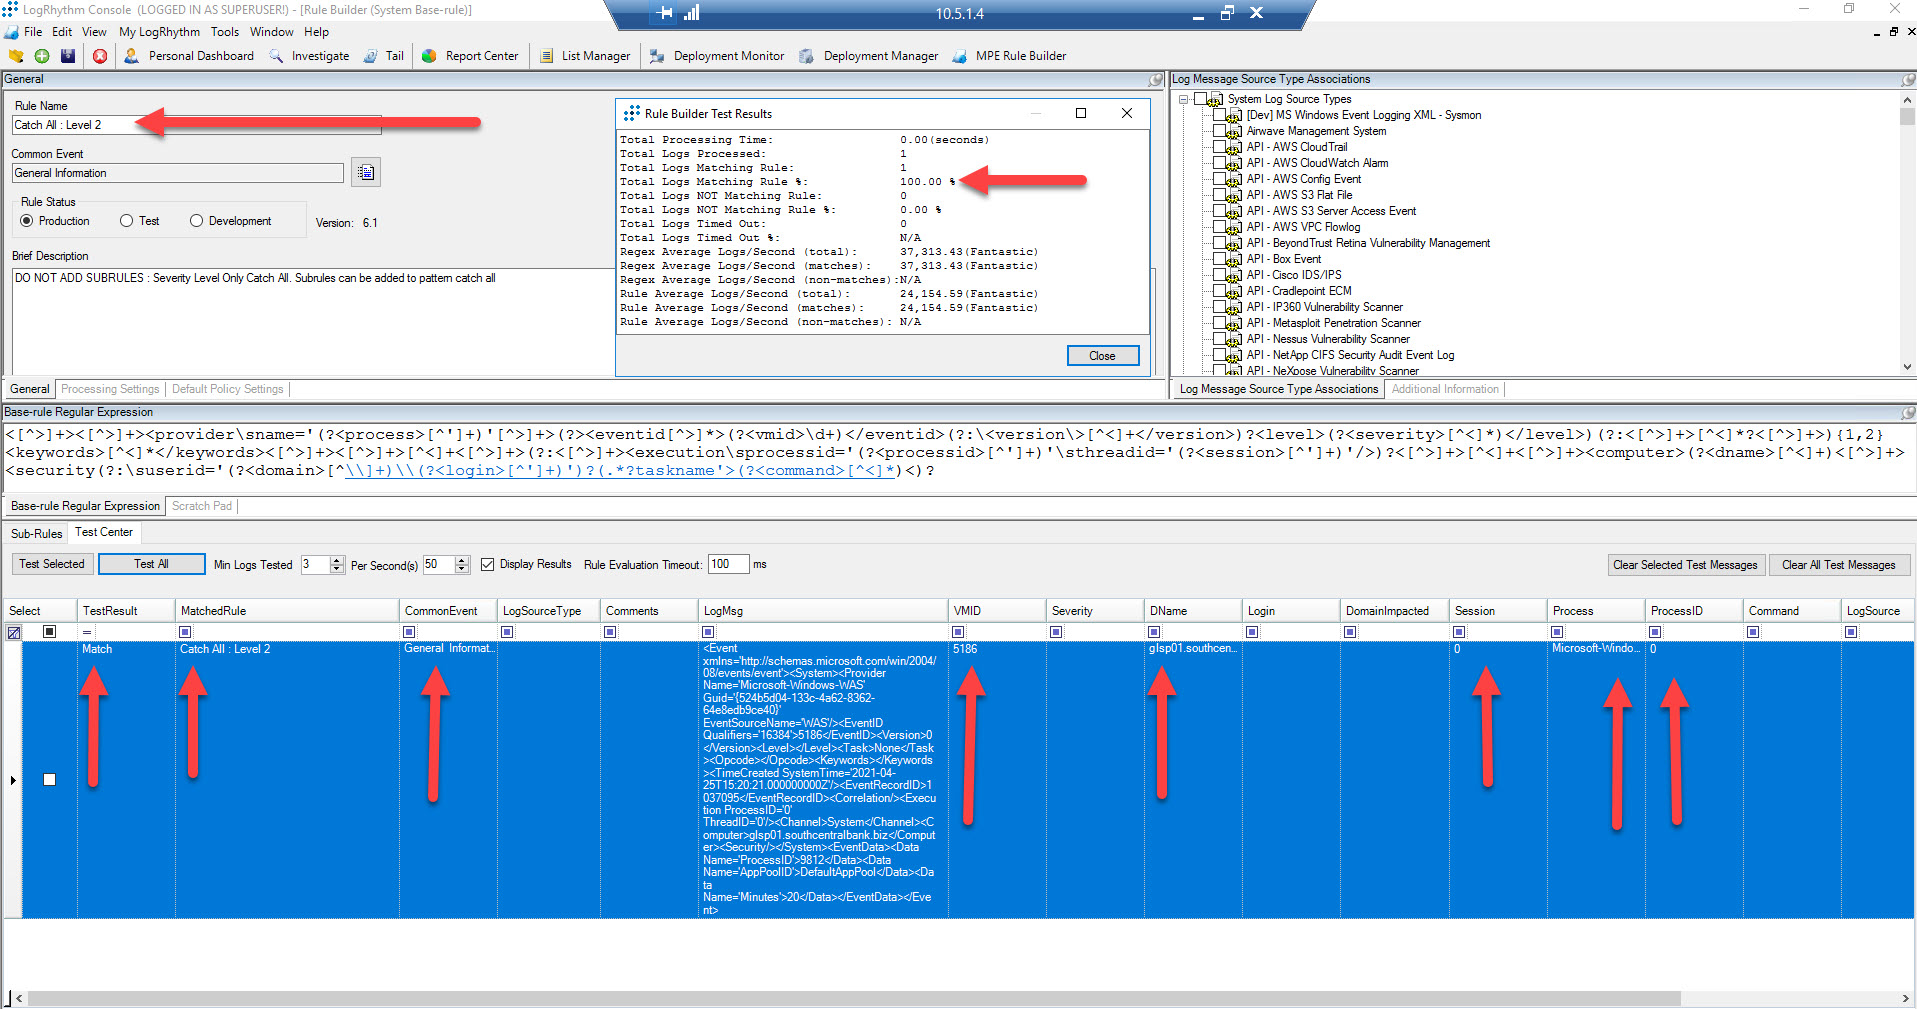 LogRhythm Console (LOGGED IN AS SUPERUSER!) - [Rule Builder (System Base-rule)]
10.5.1.4
File Edit View My LogRhythm Tools Window Help
Personal Dashboard Investigate Tail Report Center List Manager Deployment Monitor Deployment Manager MPE Rule Builder
General
Rule Name
Catch All : Level 2
Common Event
General Information
Rule Status
Production Test Development Version: 6.1
Brief Description
DO NOT ADD SUBRULES : Severity Level Only Catch All. Subrules can be added to pattern catch all
General Processing Settings Default Policy Settings
Rule Builder Test Results
Total Processing Time: 0.00(seconds)
Total Logs Processed: 1
Total Logs Matching Rule: 1
Total Logs Matching Rule %: 100.00 %
Total Logs NOT Matching Rule: 0
Total Logs NOT Matching Rule %: 0.00 %
Total Logs Timed Out: 0
Total Logs Timed Out %: N/A
Regex Average Logs/Second (total): 37,313.43(Fantastic)
Regex Average Logs/Second (matches): 37,313.43(Fantastic)
Regex Average Logs/Second (non-matches):N/A
Rule Average Logs/Second (total): 24,154.59(Fantastic)
Rule Average Logs/Second (matches): 24,154.59(Fantastic)
Rule Average Logs/Second (non-matches): N/A
Close
Log Message Source Type Associations
System Log Source Types
[Dev] MS Windows Event Logging XML - Sysmon
Airwave Management System
API - AWS CloudTrail
API - AWS CloudWatch Alarm
API - AWS Config Event
API - AWS S3 Flat File
API - AWS S3 Server Access Event
API - AWS VPC Flowlog
API - BeyondTrust Retina Vulnerability Management
API - Box Event
API - Cisco IDS/IPS
API - Cradlepoint ECM
API - IP360 Vulnerability Scanner
API - Metasploit Penetration Scanner
API - Nessus Vulnerability Scanner
API - NetApp CIFS Security Audit Event Log
API - NeXpose Vulnerability Scanner
Log Message Source Type Associations Additional Information
Base-rule Regular Expression
<[^>]+><[^>]+><provider\sname='(?<process>[^']+)'[^>]+>(?><eventid[^>]*>(?<vmid>\d+)</eventid>(?:\<version\>[^<]+</version>)?<level>(?<severity>[^<]*)</level>)(?:<[^>]+>[^<]*?<[^>]+>){1,2}
<keywords>[^<]*</keywords><[^>]+><[^>]+>[^<]+<[^>]+>(?:<[^>]+>)*?<execution\sprocessid='(?<processid>[^']+)'\sthreadid='(?<session>[^']+)'/>)?<[^>]+>[^<]+<[^>]+><computer>(?<dname>[^<]+)<[^>]+>
<security(?:\suserid='(?<domain>[^\\]+)\\(?<login>[^']+)')?(.*?taskname'>(?<command>[^<]*)<)?
Base-rule Regular Expression Scratch Pad
Sub-Rules Test Center
Test Selected Test All Min Logs Tested 3 Per Second(s) 50 Display Results Rule Evaluation Timeout: 100 ms Clear Selected Test Messages Clear All Test Messages
Select TestResult MatchedRule CommonEvent LogSourceType Comments LogMsg VMID Severity DName Login DomainImpacted Session Process ProcessID Command LogSource
=
Match Catch All : Level 2 General Informat... <Event 5186 glsp01.southcen... 0 Microsoft-Windo... 0
xmlns='http://schemas.microsoft.com/win/2004/
08/events/event'><System><Provider
Name='Microsoft-Windows-WAS'
Guid='{524b5d04-133c-4a62-8362-
64e8edb9ce40}'
EventSourceName='WAS'/><EventID
Qualifiers='16384'>5186</EventID><Version>0
</Version><Level></Level><Task>None</Task
><Opcode></Opcode><Keywords></Keywords
><TimeCreated SystemTime='2021-04-
25T15:20:21.000000000Z'/><EventRecordID>1
037095</EventRecordID><Correlation/><Execu
tion ProcessID='0'
ThreadID='0'/><Channel>System</Channel><C
omputer>glsp01.southcentralbank.biz</Comput
er><Security/></System><EventData><Data
Name='ProcessID'>9812</Data><Data
Name='AppPoolID'>DefaultAppPool</Data><Da
ta
Name='Minutes'>20</Data></EventData></Eve
nt>